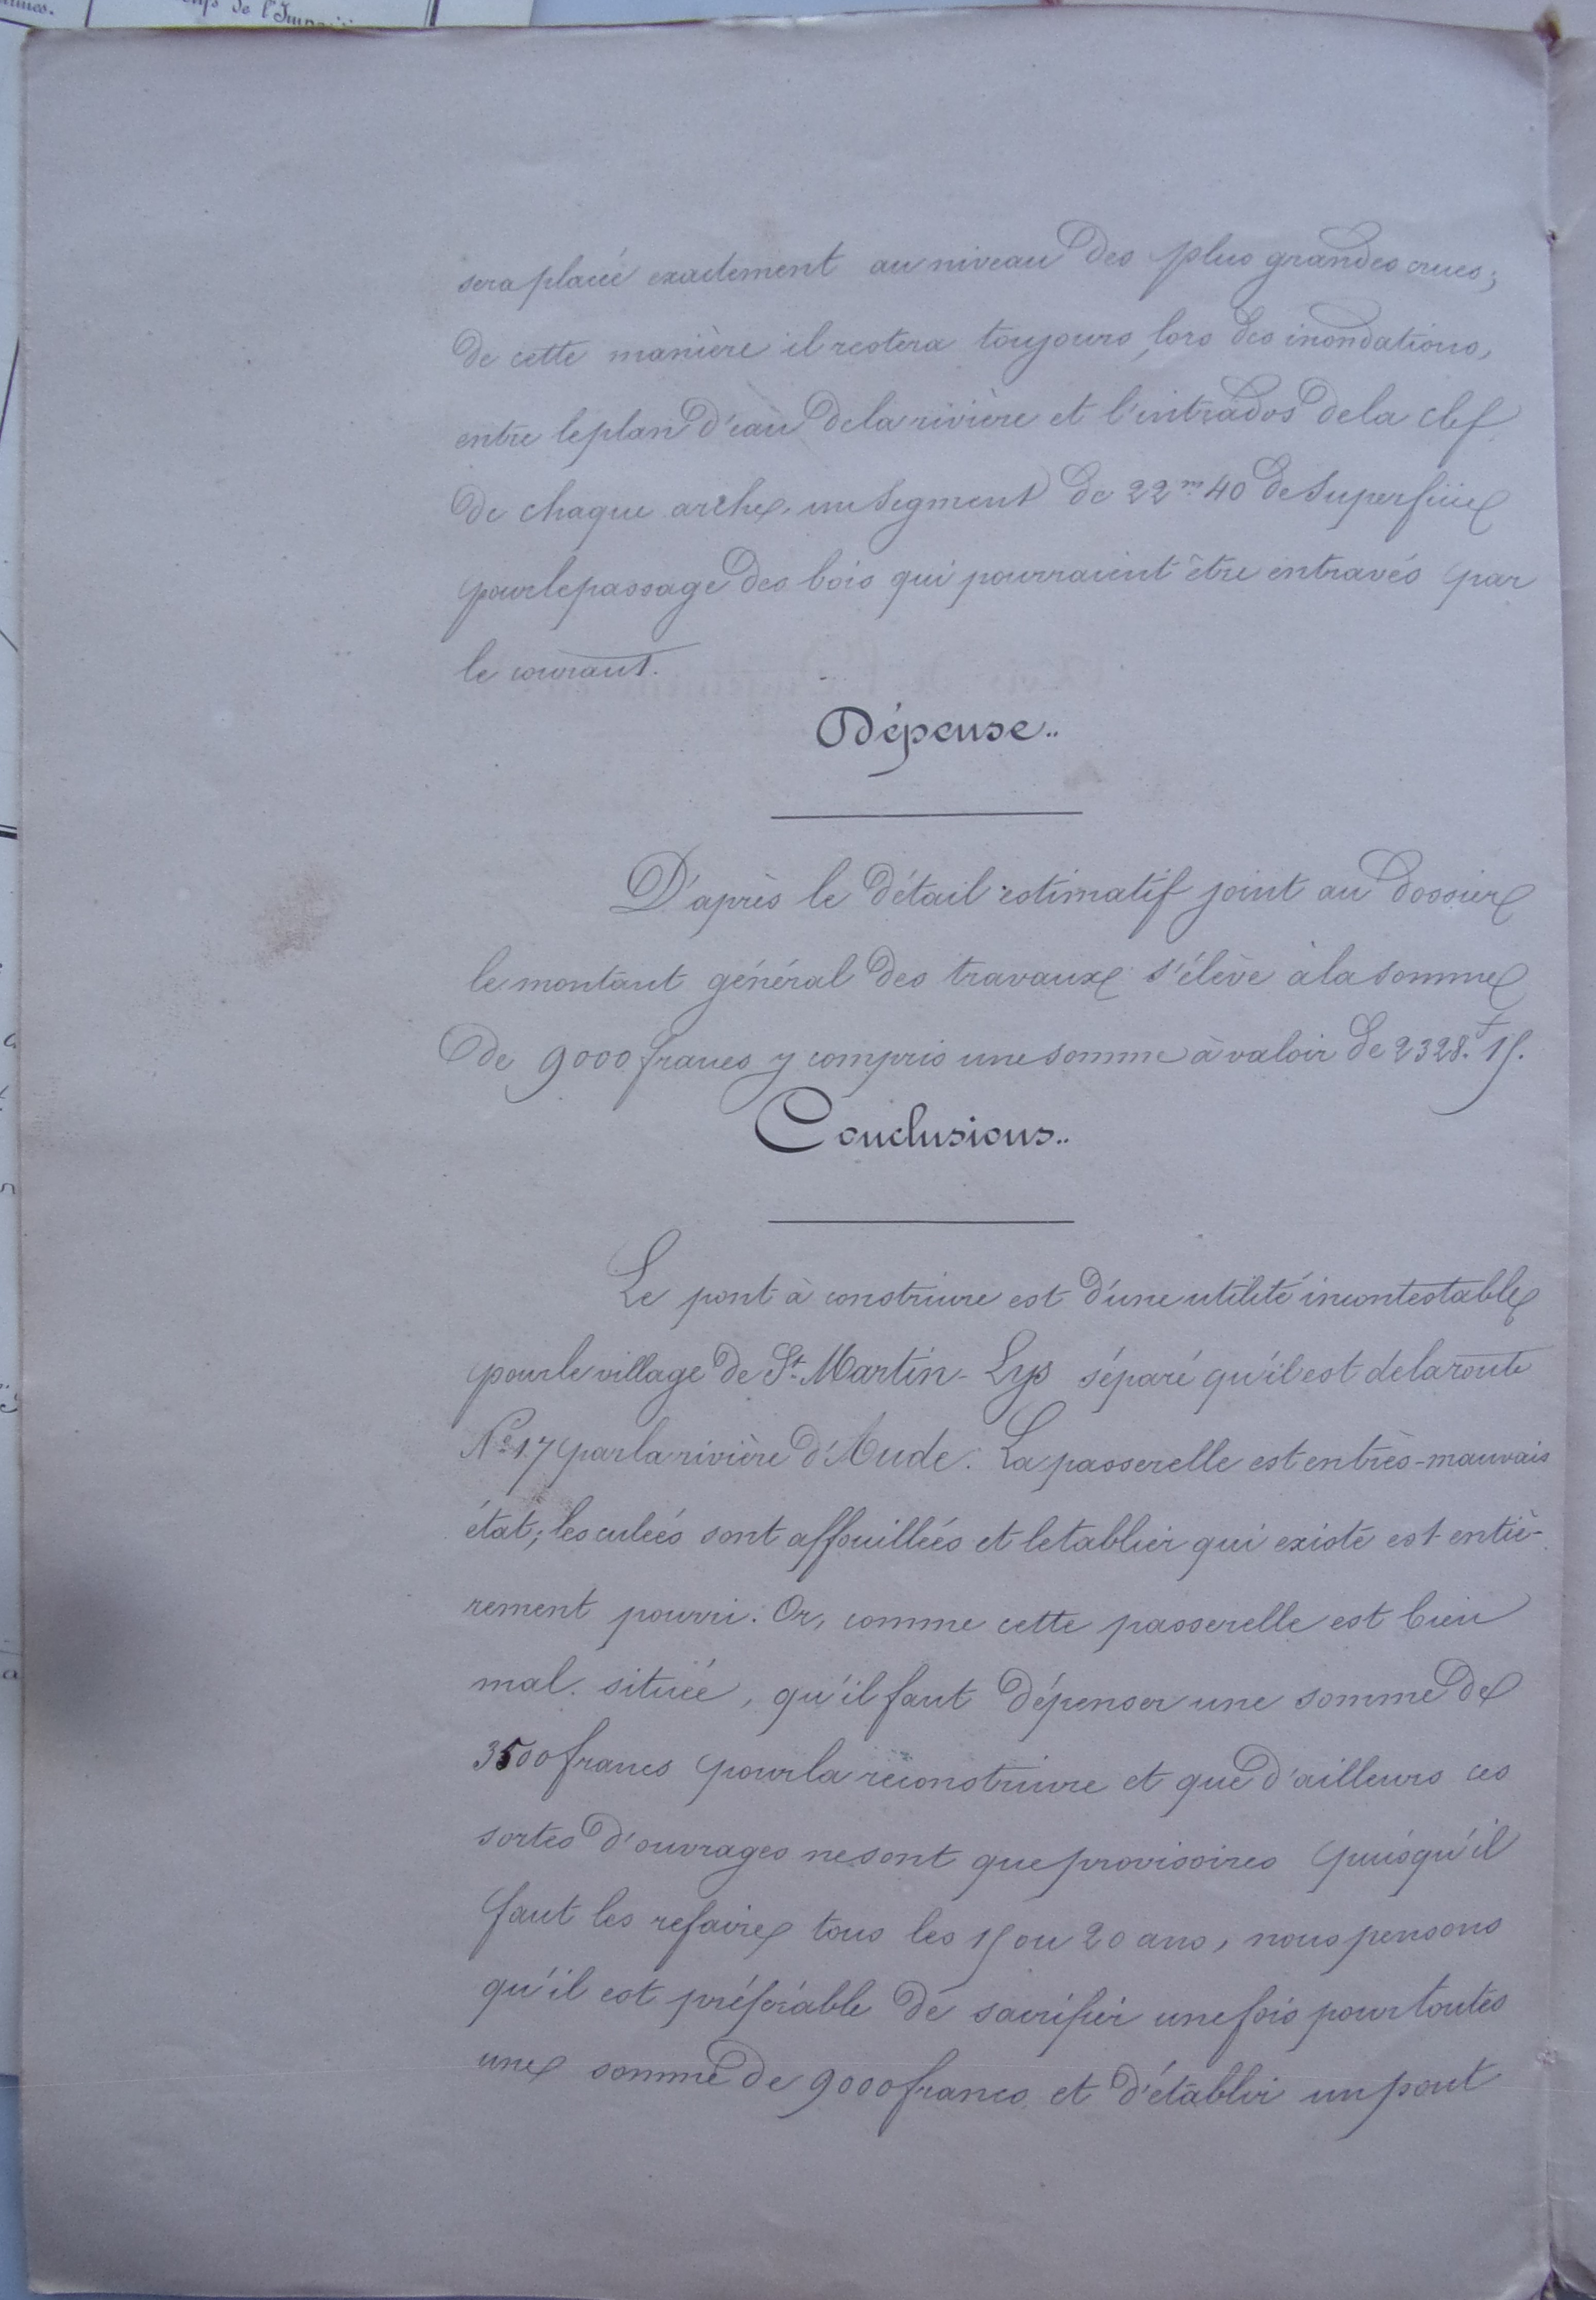 sera placé exactement au niveau des plus grandes crues;
de cette manière il restera toujours, lors des inondations,
entre le plan d'eau de la rivière et l'intrados de la clef
de chaque arche, un segment de 22m40 de superficie
pour le passage des bois qui pourraient être entravés par
le courant.
Dépense..
D'après le détail estimatif joint au dossier
le montant général des travaux s'élève à la somme
de 9000 francs y compris une somme à valoir de 2328.f 15.
Conclusions..
Le pont à construire est d'une utilité incontestable
pour le village de St. Martin-Lys séparé qu'il est de la route
No. 17 par la rivière d'Aude. La passerelle est en très-mauvais
état; les culées sont affouillées et le tablier qui existe est entiè-
rement pourri. Or, comme cette passerelle est bien
mal située, qu'il faut dépenser une somme de
3500 francs pour la reconstruire et que d'ailleurs ces
sortes d'ouvrages ne sont que provisoires puisqu'il
faut les refaire tous les 15 ou 20 ans, nous pensons
qu'il est préférable de sacrifier une fois pour toutes
une somme de 9000 francs et d'établir un pont